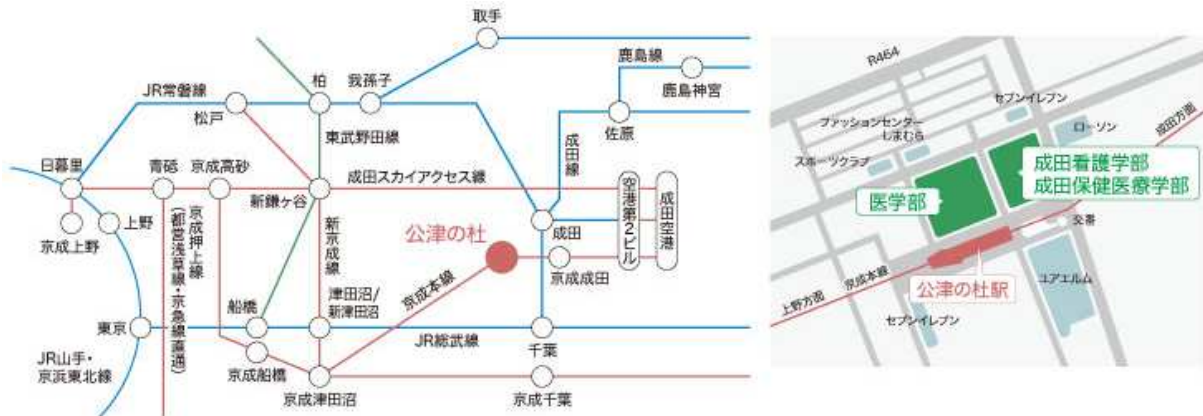 取手
鹿島線
鹿島神宮
柏
我孫子
JR常磐線
松戸
佐原
東武野田線
成田線
日暮里
青砥
京成高砂
新鎌ヶ谷
成田スカイアクセス線
空港第2ビル
成田空港
京成上野
上野
京成押上線
(都営浅草線・京急線直通)
新京成線
公津の杜
成田
京成成田
京成本線
船橋
津田沼/
新津田沼
東京
JR総武線
千葉
JR山手・
京浜東北線
京成船橋
京成津田沼
京成千葉
R464
セブンイレブン
ファッションセンター
しまむら
ローソン
成田方面
スポーツクラブ
成田看護学部
成田保健医療学部
医学部
交番
上野方面
京成本線
公津の杜駅
ユアエルム
セブンイレブン